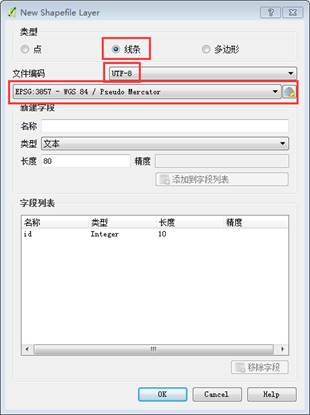 New Shapefile Layer
类型
点 线条 多边形
文件编码 UTF-8
EPSG:3857 - WGS 84 / Pseudo Mercator
新建字段
名称
类型 文本
长度 80 精度
添加到字段列表
字段列表
名称 类型 长度 精度
id Integer 10
移除字段
OK Cancel Help